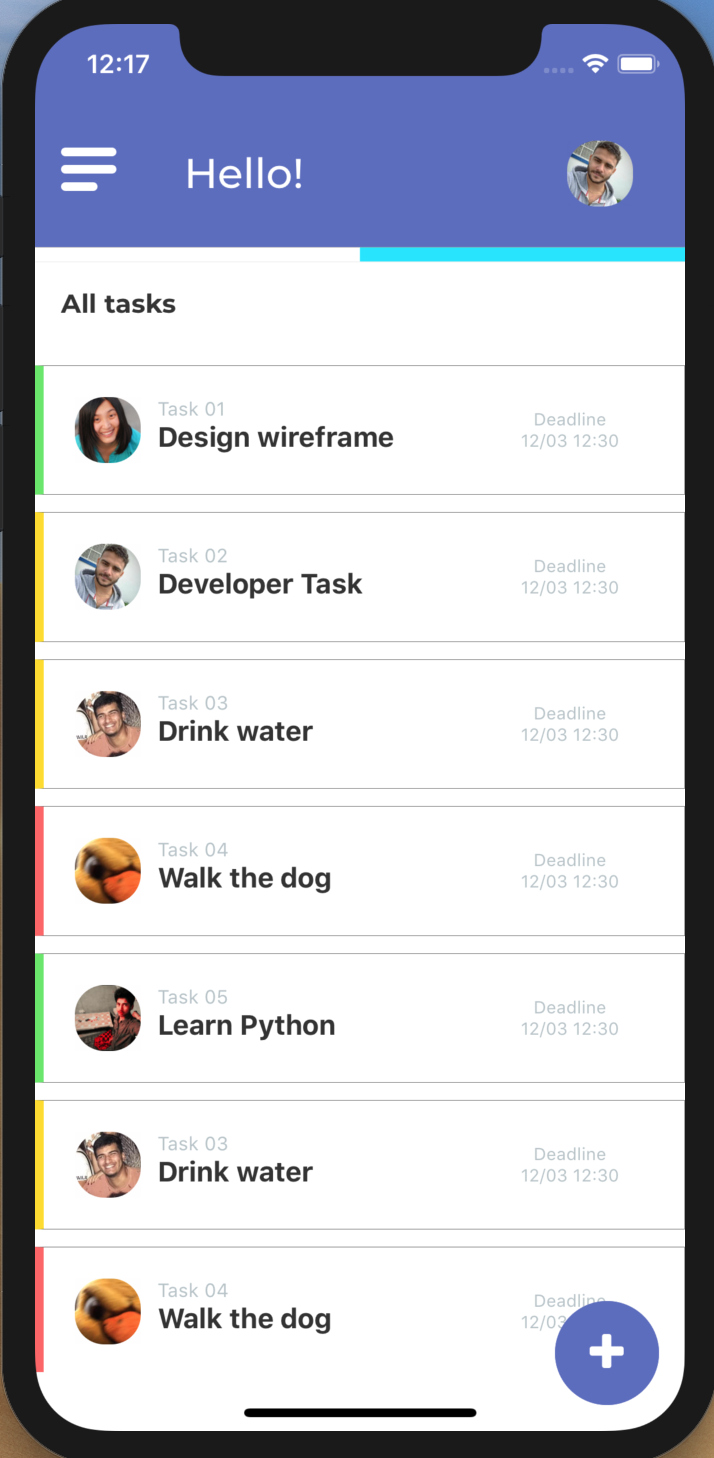 12:17
Hello!
All tasks
Task 01
Design wireframe
Deadline
12/03 12:30
Task 02
Developer Task
Deadline
12/03 12:30
Task 03
Drink water
Deadline
12/03 12:30
Task 04
Walk the dog
Deadline
12/03 12:30
Task 05
Learn Python
Deadline
12/03 12:30
Task 03
Drink water
Deadline
12/03 12:30
Task 04
Walk the dog
Deadline
12/03